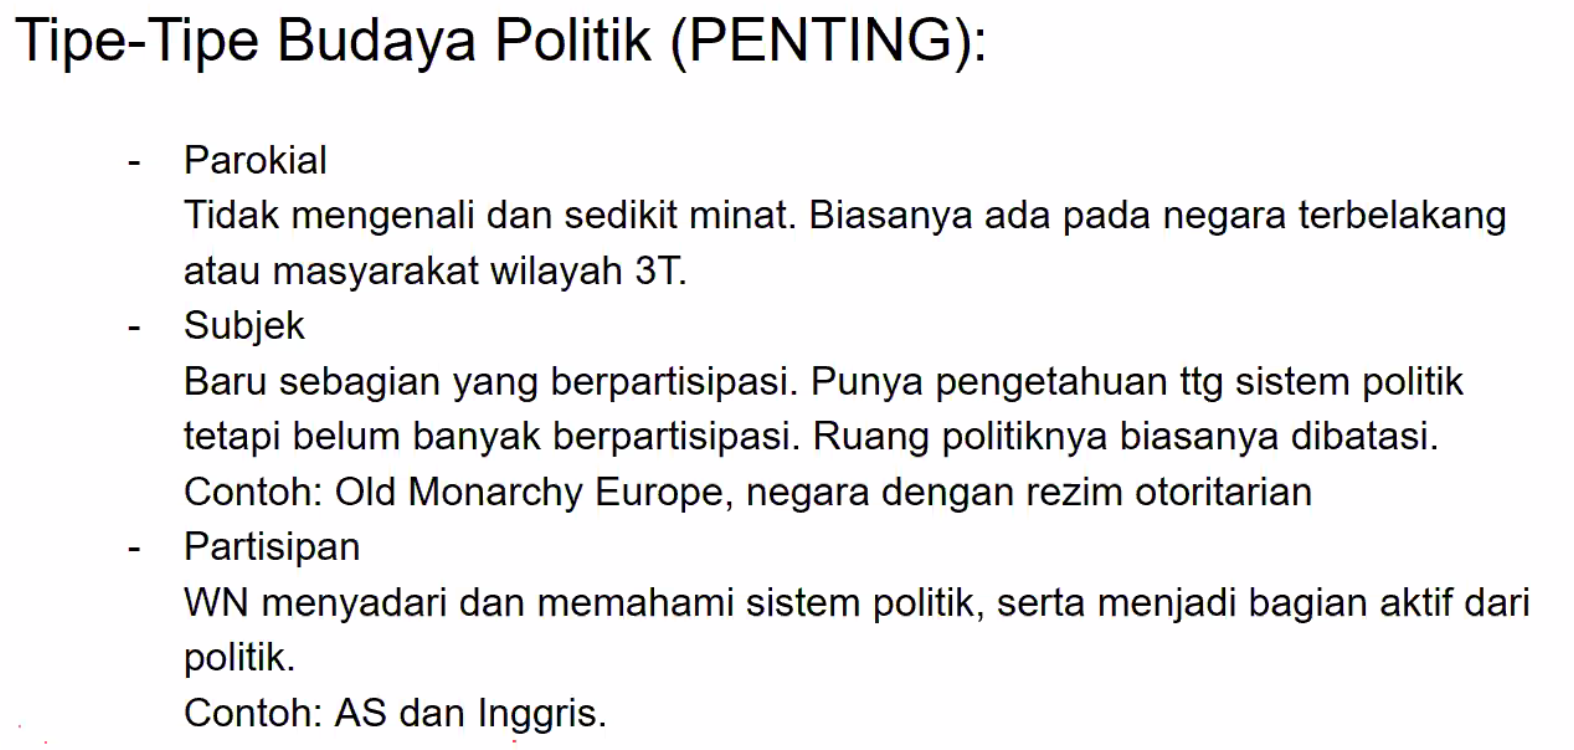 Tipe-Tipe Budaya Politik (PENTING):
- Parokial
Tidak mengenali dan sedikit minat. Biasanya ada pada negara terbelakang
atau masyarakat wilayah 3T.
- Subjek
Baru sebagian yang berpartisipasi. Punya pengetahuan ttg sistem politik
tetapi belum banyak berpartisipasi. Ruang politiknya biasanya dibatasi.
Contoh: Old Monarchy Europe, negara dengan rezim otoritarian
- Partisipan
WN menyadari dan memahami sistem politik, serta menjadi bagian aktif dari
politik.
Contoh: AS dan Inggris.